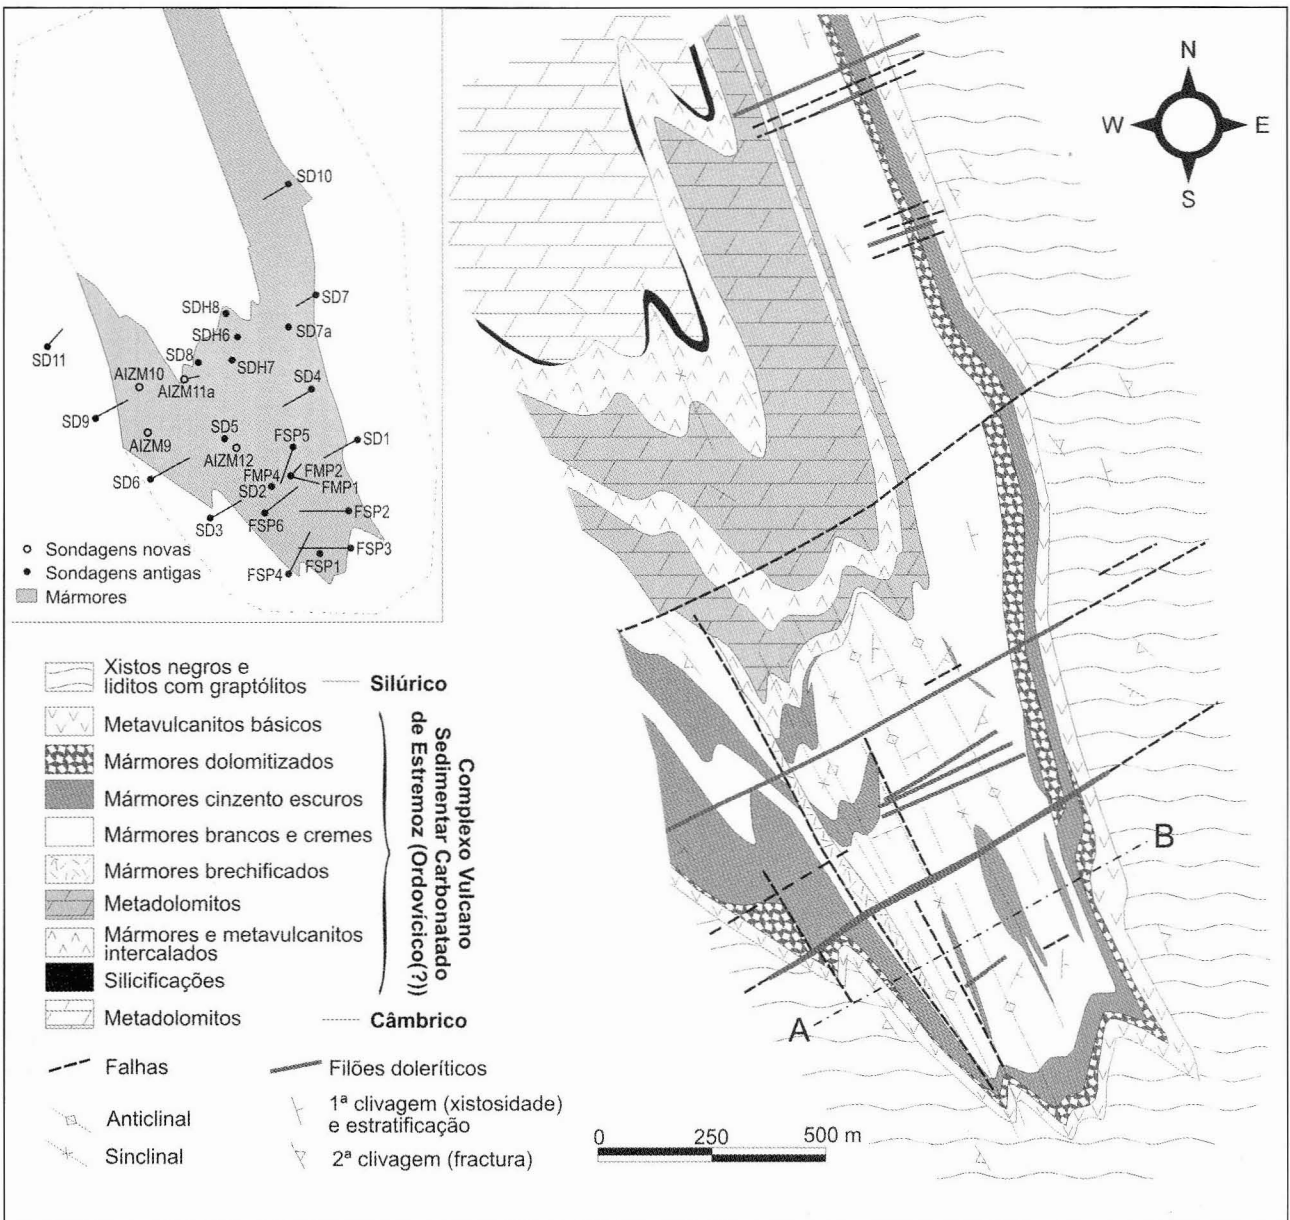 SD10
SD7
SDH8
SD7a
SDH6
SD8
SDH7
SD11
AIZM10
AIZM11a
SD4
SD9
SD5
FSP5
SD1
AIZM9
AIZM12
FMP2
SD6
FMP4
FMP1
SD2
SD3
FSP6
FSP2
FSP3
FSP1
FSP4
Sondagens novas
Sondagens antigas
Mármores
N
W
E
S
A
B
Xistos negros e
liditos com graptólitos
Silúrico
Metavulcanitos básicos
Mármores dolomitizados
Mármores cinzento escuros
Mármores brancos e cremes
Mármores brechificados
Metadolomitos
Mármores e metavulcanitos
intercalados
Silicificações
Metadolomitos
Câmbrico
Complexo Vulcano
Sedimentar Carbonatado
de Estremoz (Ordovícico(?))
Falhas
Filões doleríticos
Anticlinal
1ª clivagem (xistosidade)
e estratificação
Sinclinal
2ª clivagem (fractura)
0 250 500 m